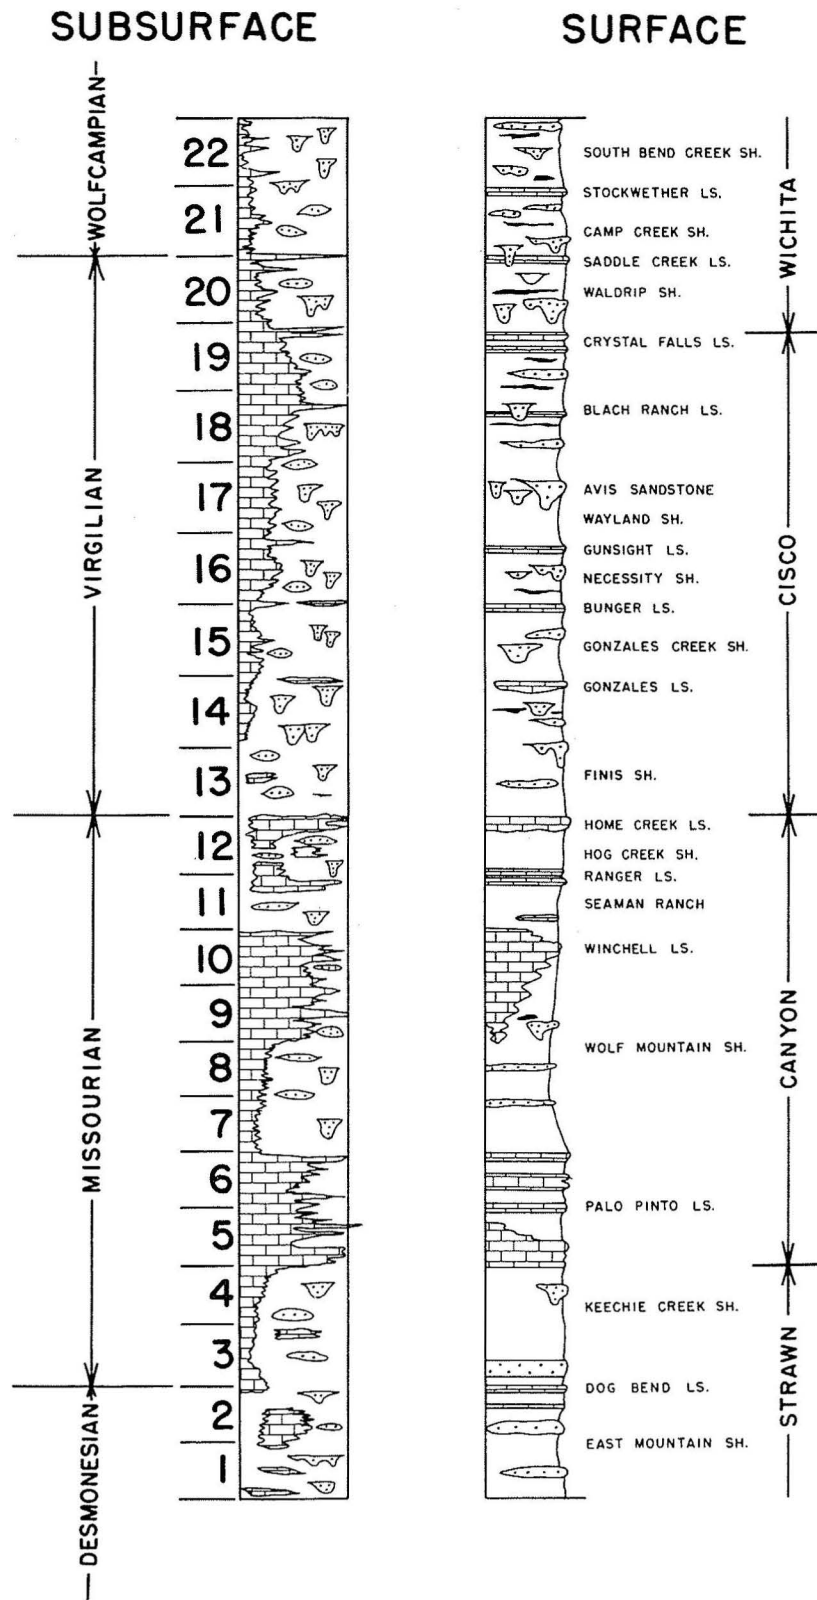 SUBSURFACE
SURFACE
WOLFCAMPIAN
VIRGILIAN
MISSOURIAN
DESMONESIAN
22
21
20
19
18
17
16
15
14
13
12
11
10
9
8
7
6
5
4
3
2
1
SOUTH BEND CREEK SH.
STOCKWETHER LS.
CAMP CREEK SH.
SADDLE CREEK LS.
WALDRIP SH.
CRYSTAL FALLS LS.
BLACH RANCH LS.
AVIS SANDSTONE
WAYLAND SH.
GUNSIGHT LS.
NECESSITY SH.
BUNGER LS.
GONZALES CREEK SH.
GONZALES LS.
FINIS SH.
HOME CREEK LS.
HOG CREEK SH.
RANGER LS.
SEAMAN RANCH
WINCHELL LS.
WOLF MOUNTAIN SH.
PALO PINTO LS.
KEECHIE CREEK SH.
DOG BEND LS.
EAST MOUNTAIN SH.
WICHITA
CISCO
CANYON
STRAWN